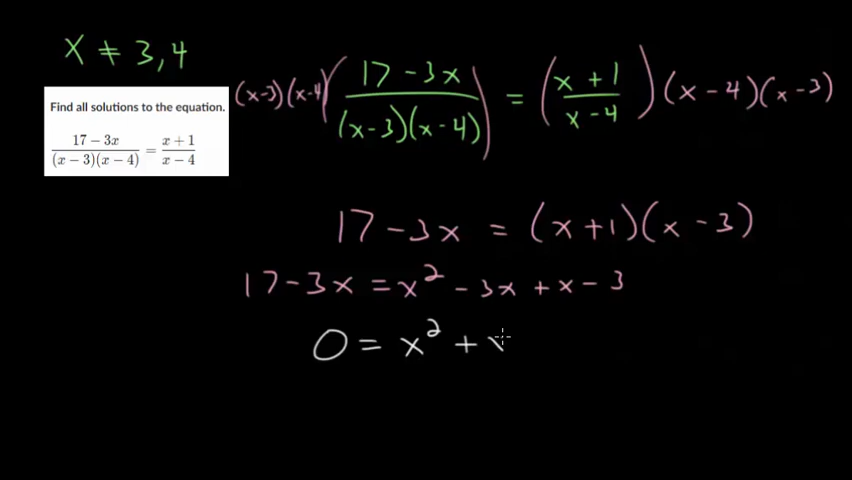 X ≠ 3,4
Find all solutions to the equation.
17 − 3x / (x − 3)(x − 4) = x + 1 / x − 4
(x-3)(x-4) ( 17 - 3x / (x-3)(x-4) ) = ( x + 1 / x - 4 ) (x - 4)(x - 3)
17 - 3x = (x+1)(x - 3)
17 - 3x = x² - 3x + x - 3
0 = x² +